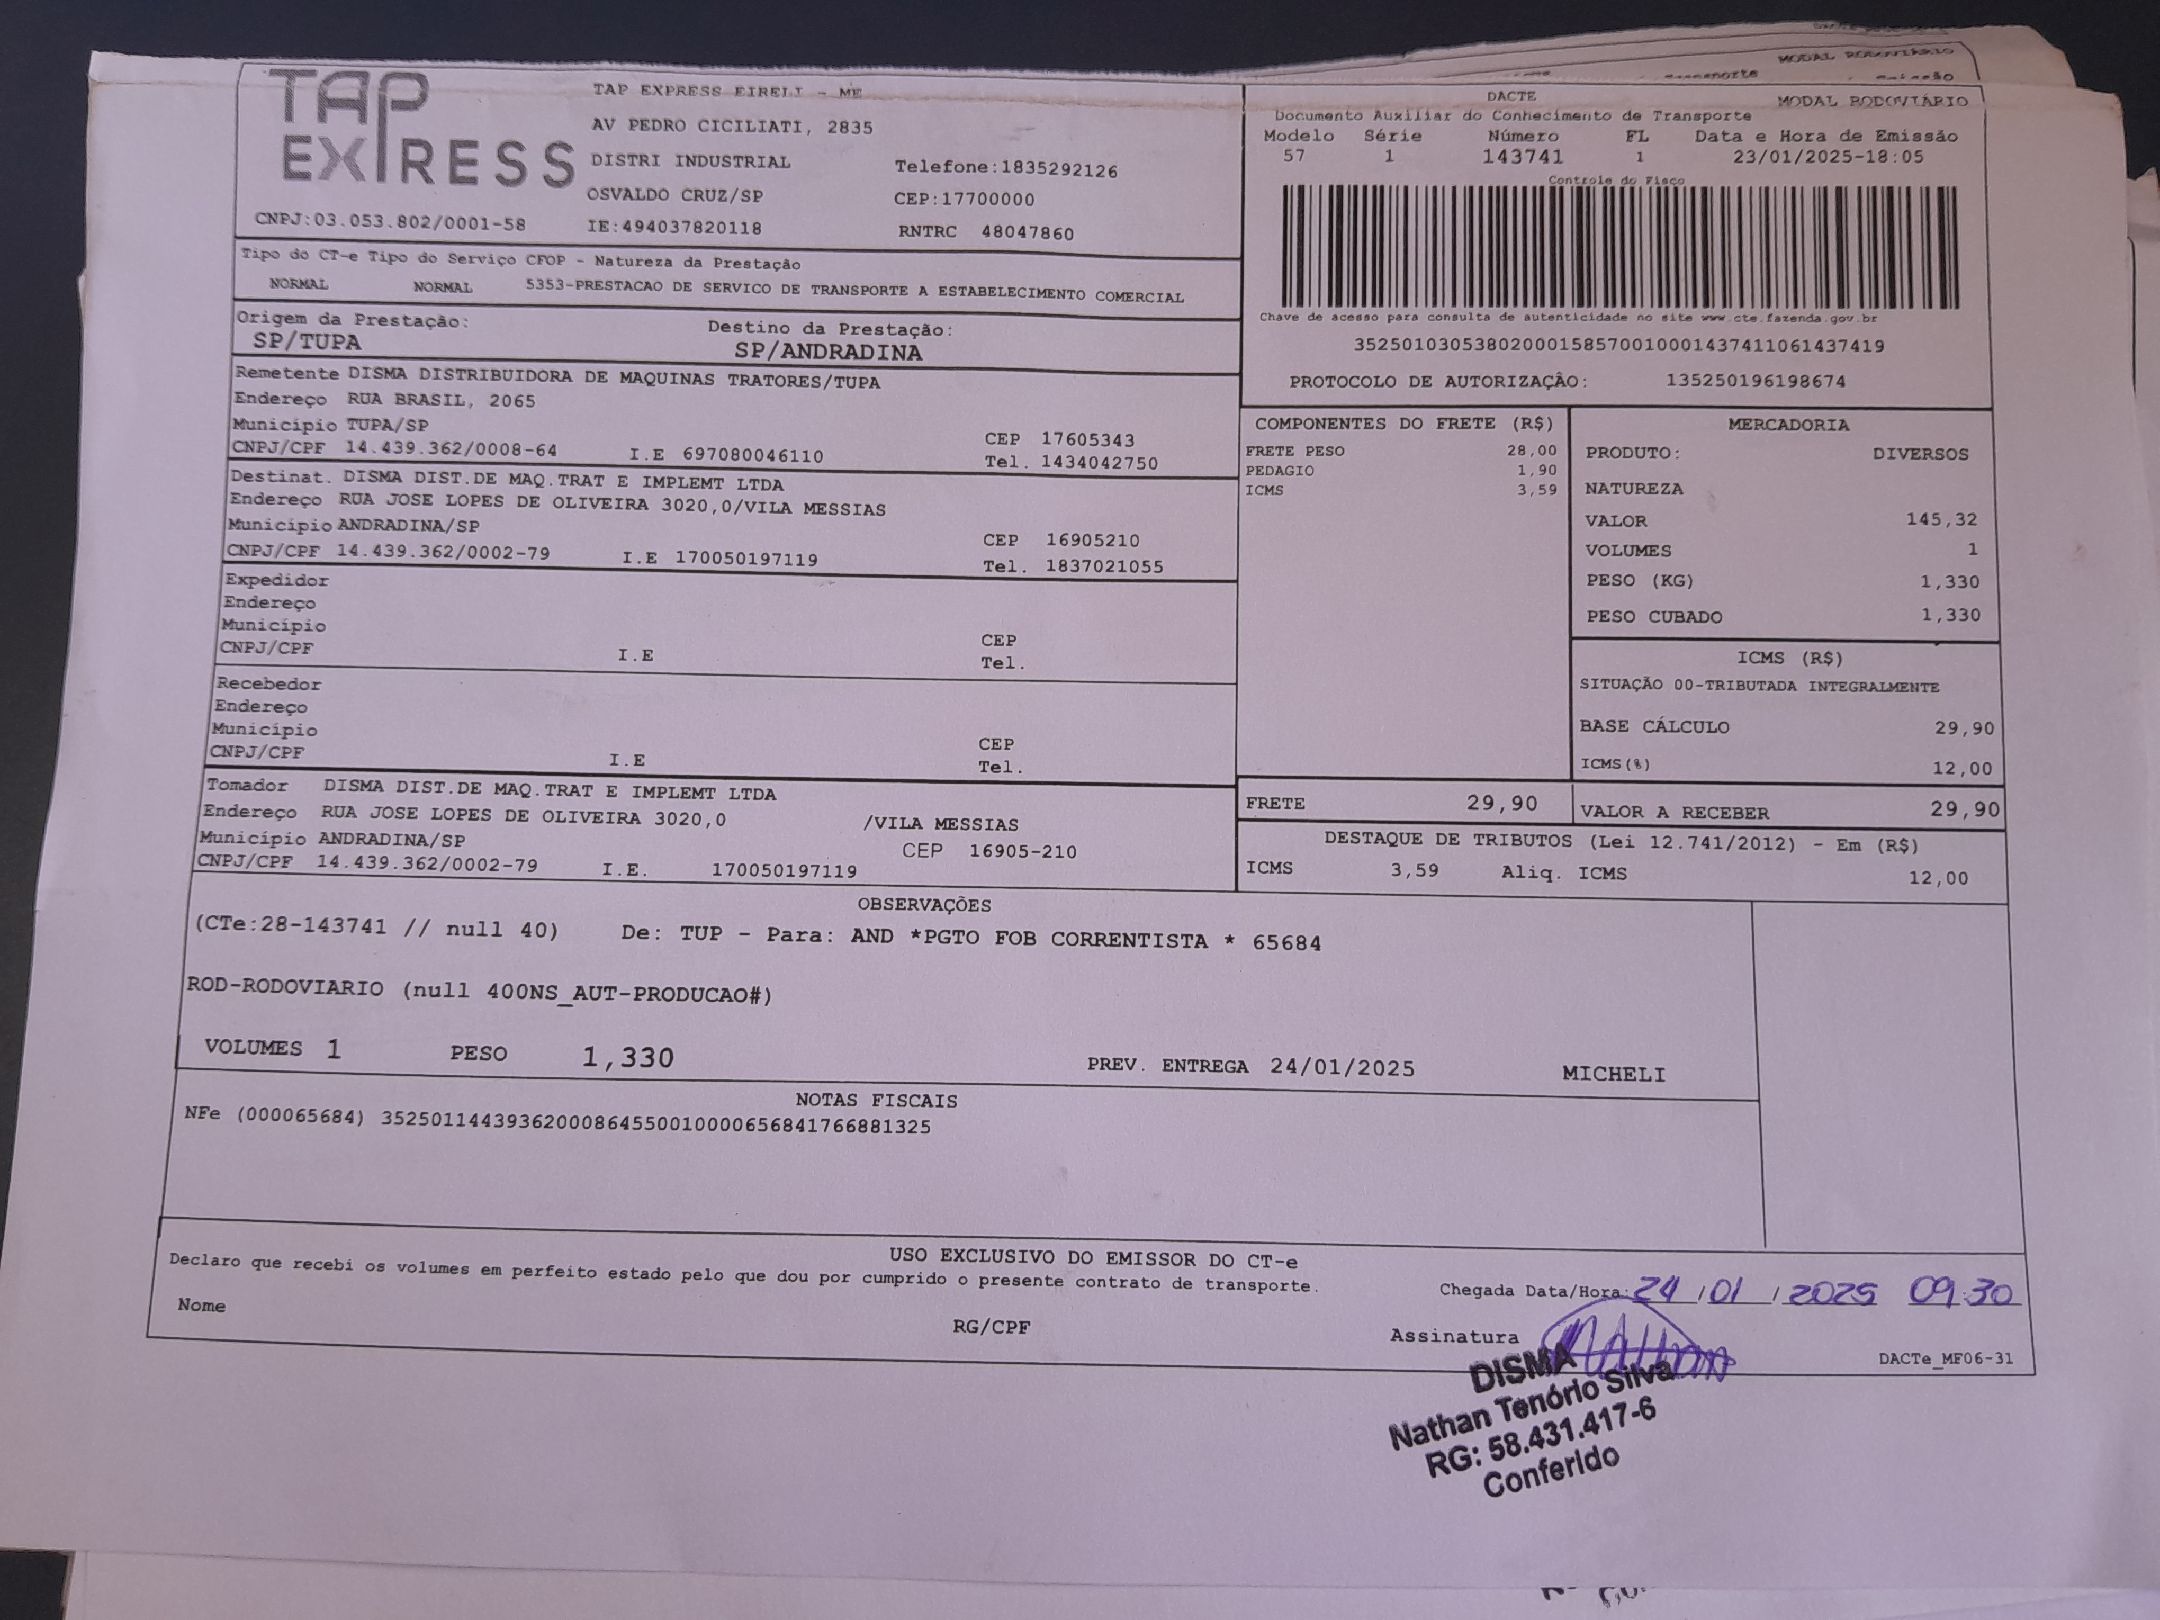 TAP EXPRESS
TAP EXPRESS EIRELI - ME
AV PEDRO CICILIATI, 2835
DISTRI INDUSTRIAL Telefone:1835292126
OSVALDO CRUZ/SP CEP:17700000
CNPJ:03.053.802/0001-58 IE:494037820118 RNTRC 48047860
DACTE MODAL RODOVIÁRIO
Documento Auxiliar do Conhecimento de Transporte
Modelo Série Número FL Data e Hora de Emissão
57 1 143741 1 23/01/2025-18:05
Controle do Fisco
Chave de acesso para consulta de autenticidade no site www.cte.fazenda.gov.br
35250103053802000158570010001437411061437419
PROTOCOLO DE AUTORIZAÇÃO: 135250196198674
Tipo do CT-e Tipo do Serviço CFOP - Natureza da Prestação
NORMAL NORMAL 5353-PRESTACAO DE SERVICO DE TRANSPORTE A ESTABELECIMENTO COMERCIAL
Origem da Prestação: Destino da Prestação:
SP/TUPA SP/ANDRADINA
Remetente DISMA DISTRIBUIDORA DE MAQUINAS TRATORES/TUPA
Endereço RUA BRASIL, 2065
Município TUPA/SP CEP 17605343
CNPJ/CPF 14.439.362/0008-64 I.E 697080046110 Tel. 1434042750
Destinat. DISMA DIST.DE MAQ.TRAT E IMPLEMT LTDA
Endereço RUA JOSE LOPES DE OLIVEIRA 3020,0/VILA MESSIAS
Município ANDRADINA/SP CEP 16905210
CNPJ/CPF 14.439.362/0002-79 I.E 170050197119 Tel. 1837021055
Expedidor
Endereço
Município CEP
CNPJ/CPF I.E Tel.
Recebedor
Endereço
Município CEP
CNPJ/CPF I.E Tel.
Tomador DISMA DIST.DE MAQ.TRAT E IMPLEMT LTDA
Endereço RUA JOSE LOPES DE OLIVEIRA 3020,0 /VILA MESSIAS
Município ANDRADINA/SP CEP 16905-210
CNPJ/CPF 14.439.362/0002-79 I.E. 170050197119
COMPONENTES DO FRETE (R$)
FRETE PESO 28,00
PEDAGIO 1,90
ICMS 3,59
MERCADORIA
PRODUTO: DIVERSOS
NATUREZA
VALOR 145,32
VOLUMES 1
PESO (KG) 1,330
PESO CUBADO 1,330
ICMS (R$)
SITUAÇÃO 00-TRIBUTADA INTEGRALMENTE
BASE CÁLCULO 29,90
ICMS(%) 12,00
FRETE 29,90 VALOR A RECEBER 29,90
DESTAQUE DE TRIBUTOS (Lei 12.741/2012) - Em (R$)
ICMS 3,59 Aliq. ICMS 12,00
OBSERVAÇÕES
(CTe:28-143741 // null 40) De: TUP - Para: AND *PGTO FOB CORRENTISTA * 65684
ROD-RODOVIARIO (null 400NS_AUT-PRODUCAO#)
VOLUMES 1 PESO 1,330 PREV. ENTREGA 24/01/2025 MICHELI
NOTAS FISCAIS
NFe (000065684) 35250114439362000864550010000656841766881325
USO EXCLUSIVO DO EMISSOR DO CT-e
Declaro que recebi os volumes em perfeito estado pelo que dou por cumprido o presente contrato de transporte.
Chegada Data/Hora: 24/01/2025 09:30
Nome RG/CPF Assinatura Nathan
DACTe_MF06-31
DISMA
Nathan Tenório Silva
RG: 58.431.417-6
Conferido